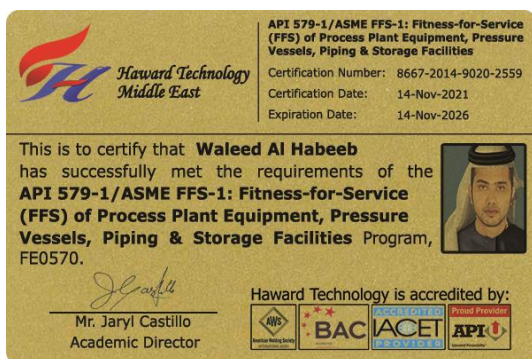 Haward Technology
Middle East
API 579-1/ASME FFS-1: Fitness-for-Service
(FFS) of Process Plant Equipment, Pressure
Vessels, Piping & Storage Facilities
Certification Number: 8667-2014-9020-2559
Certification Date: 14-Nov-2021
Expiration Date: 14-Nov-2026
This is to certify that Waleed Al Habeeb
has successfully met the requirements of the
API 579-1/ASME FFS-1: Fitness-for-Service
(FFS) of Process Plant Equipment, Pressure
Vessels, Piping & Storage Facilities Program,
FE0570.
Mr. Jaryl Castillo
Academic Director
Haward Technology is accredited by:
AWS
American Welding Society
BAC
ACCREDITED
IACET
PROVIDER
Proud Provider
API